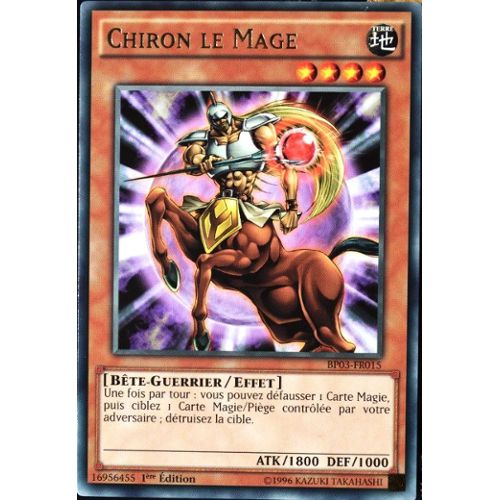 CHIRON LE MAGE
TERRE
地
BP03-FR015
[BÊTE-GUERRIER/EFFET]
Une fois par tour : vous pouvez défausser 1 Carte Magie,
puis ciblez 1 Carte Magie/Piège contrôlée par votre
adversaire ; détruisez la cible.
ATK/1800 DEF/1000
16956455 1ère Édition ©1996 KAZUKI TAKAHASHI